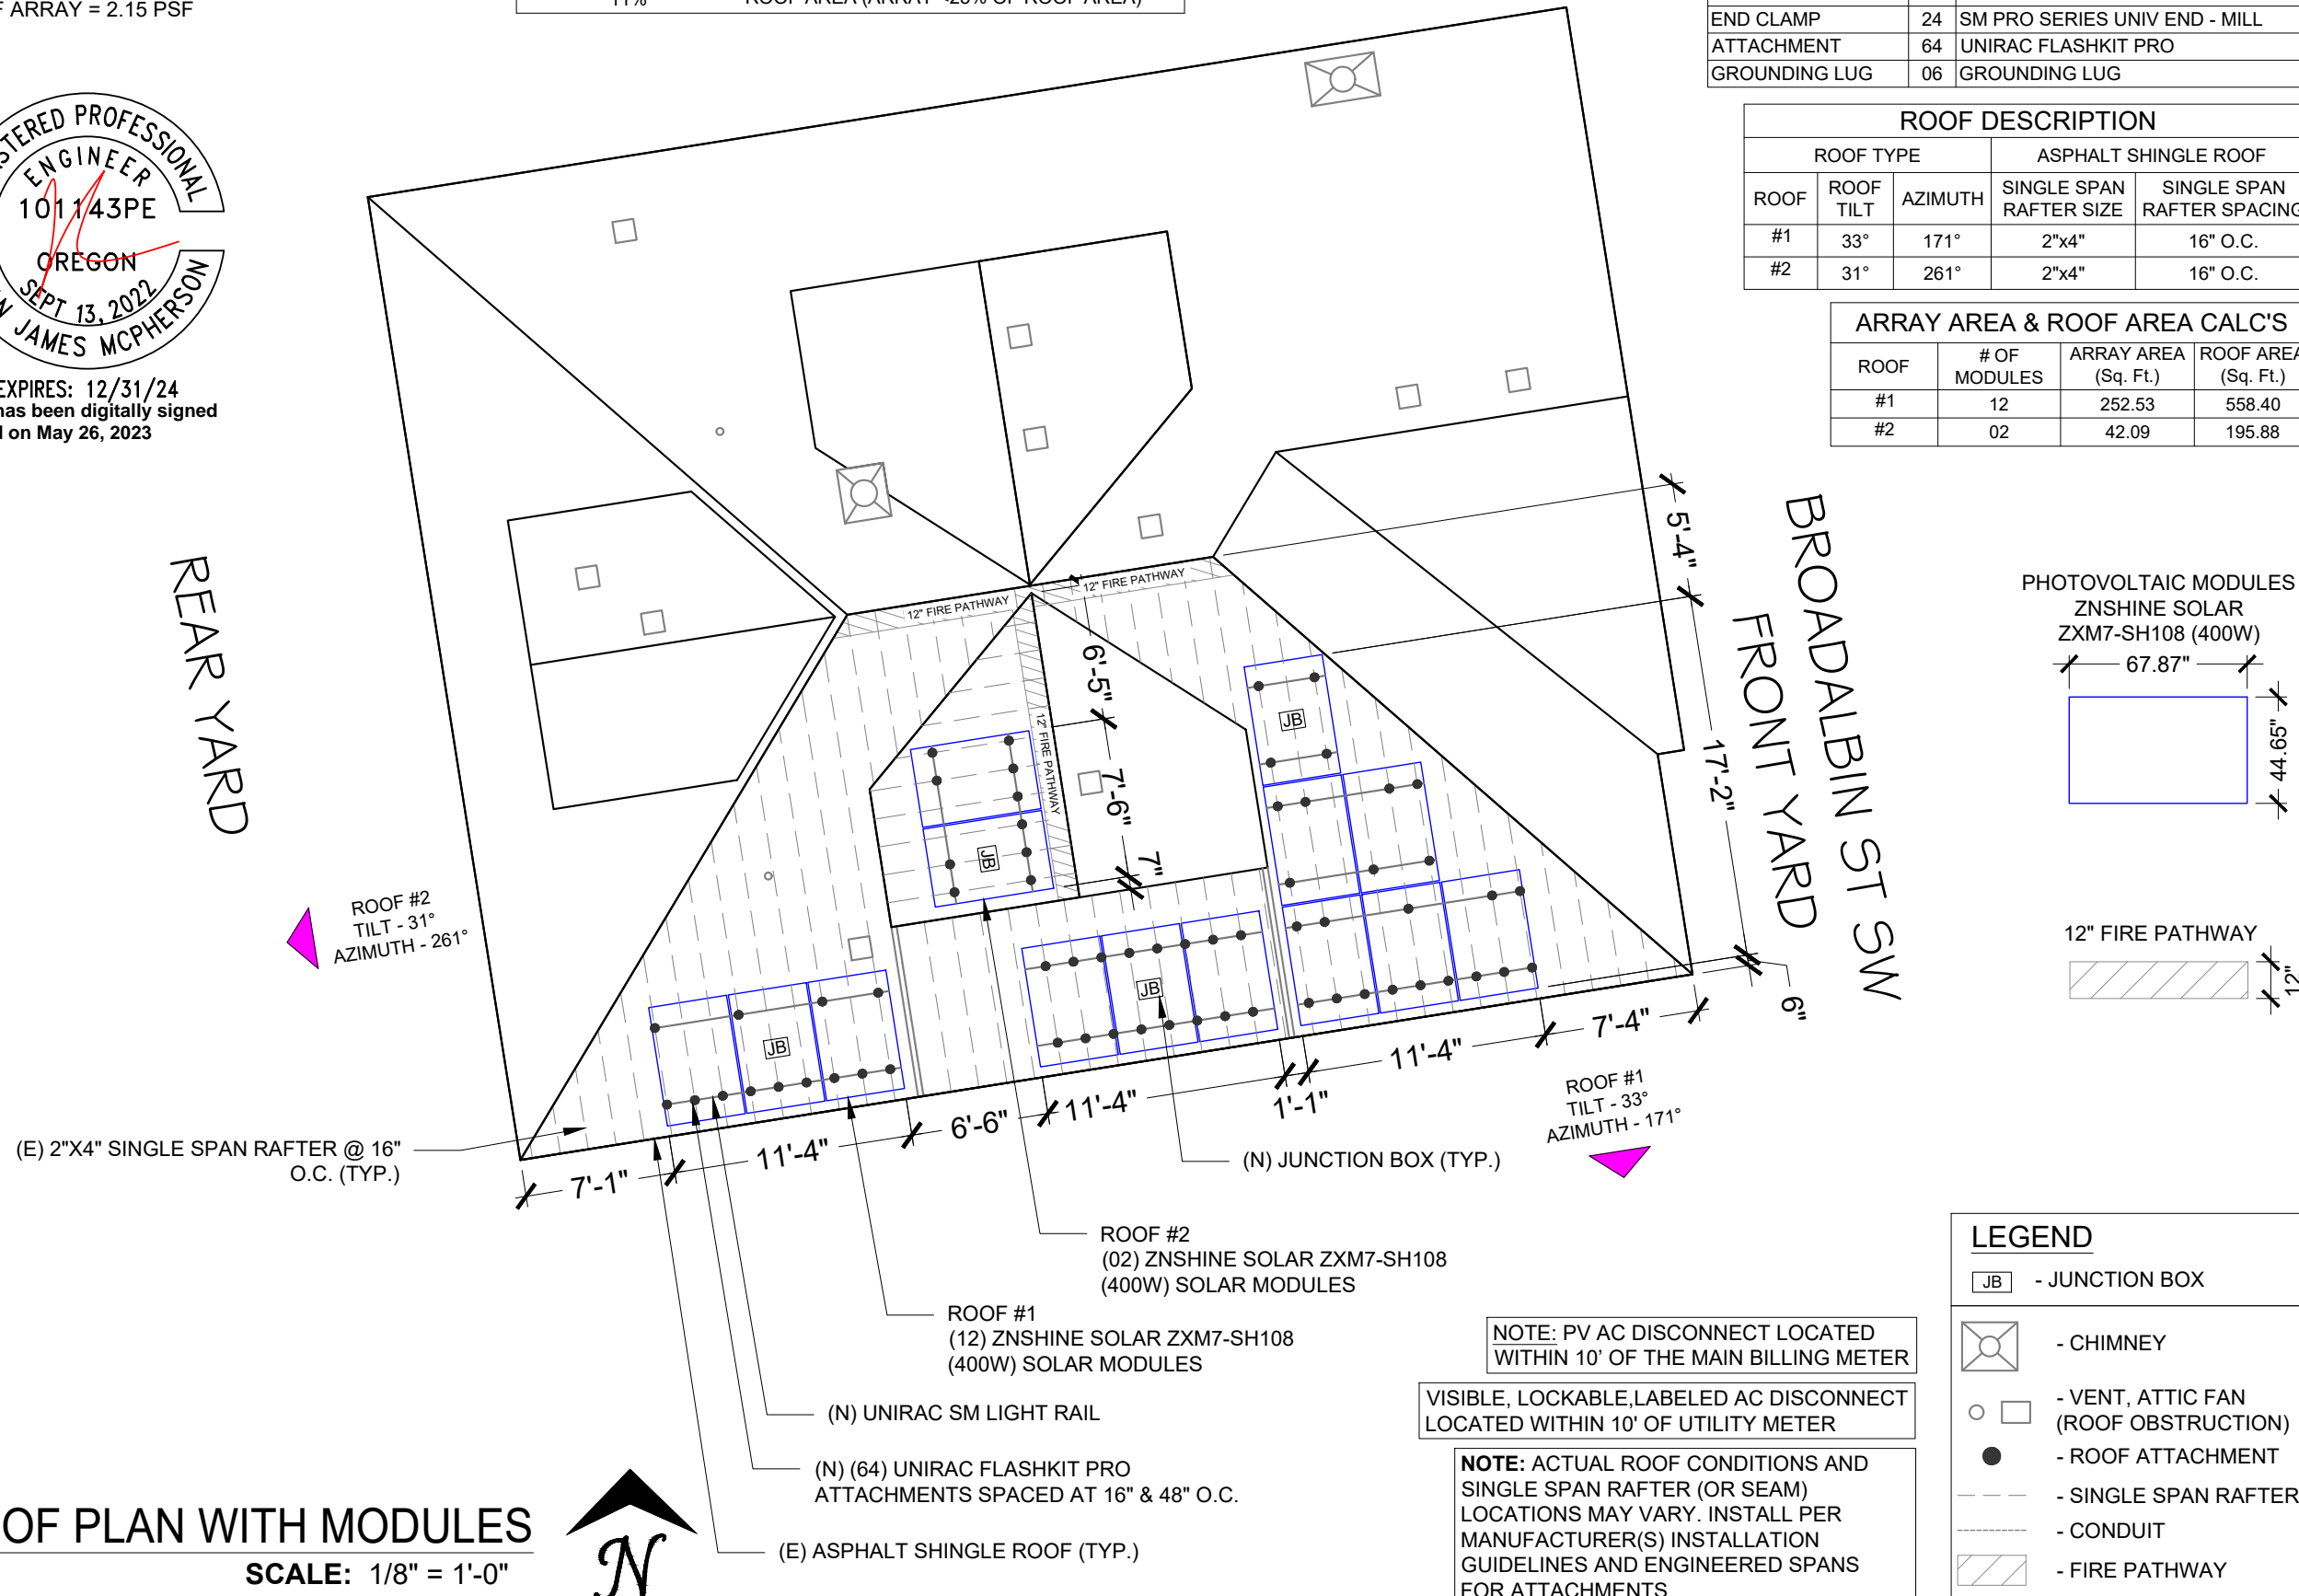 ARRAY = 2.15 PSF
11% ROOF AREA (ARRAY <25% OF ROOF AREA)
END CLAMP 24 SM PRO SERIES UNIV END - MILL
ATTACHMENT 64 UNIRAC FLASHKIT PRO
GROUNDING LUG 06 GROUNDING LUG
STERED PROFESSIONAL
ENGINEER
101143PE
OREGON
SEPT 13, 2022
JAMES MCPHERSON
EXPIRES: 12/31/24
has been digitally signed
on May 26, 2023
ROOF DESCRIPTION
ROOF TYPE ASPHALT SHINGLE ROOF
ROOF ROOF TILT AZIMUTH SINGLE SPAN RAFTER SIZE SINGLE SPAN RAFTER SPACING
#1 33° 171° 2"x4" 16" O.C.
#2 31° 261° 2"x4" 16" O.C.
ARRAY AREA & ROOF AREA CALC'S
ROOF # OF MODULES ARRAY AREA (Sq. Ft.) ROOF AREA (Sq. Ft.)
#1 12 252.53 558.40
#2 02 42.09 195.88
REAR YARD
BROADALBIN ST SW
FRONT YARD
PHOTOVOLTAIC MODULES
ZNSHINE SOLAR
ZXM7-SH108 (400W)
67.87"
44.65"
12" FIRE PATHWAY
12"
12" FIRE PATHWAY
12" FIRE PATHWAY
12" FIRE PATHWAY
5'-4"
17'-2"
6"
6'-5"
7'-6"
7"
JB
JB
JB
JB
ROOF #2
TILT - 31°
AZIMUTH - 261°
ROOF #1
TILT - 33°
AZIMUTH - 171°
7'-1"
11'-4"
6'-6"
11'-4"
1'-1"
11'-4"
7'-4"
(E) 2"X4" SINGLE SPAN RAFTER @ 16"
O.C. (TYP.)
(N) JUNCTION BOX (TYP.)
ROOF #2
(02) ZNSHINE SOLAR ZXM7-SH108
(400W) SOLAR MODULES
ROOF #1
(12) ZNSHINE SOLAR ZXM7-SH108
(400W) SOLAR MODULES
(N) UNIRAC SM LIGHT RAIL
(N) (64) UNIRAC FLASHKIT PRO
ATTACHMENTS SPACED AT 16" & 48" O.C.
(E) ASPHALT SHINGLE ROOF (TYP.)
OF PLAN WITH MODULES
SCALE: 1/8" = 1'-0"
N
NOTE: PV AC DISCONNECT LOCATED
WITHIN 10' OF THE MAIN BILLING METER
VISIBLE, LOCKABLE,LABELED AC DISCONNECT
LOCATED WITHIN 10' OF UTILITY METER
NOTE: ACTUAL ROOF CONDITIONS AND
SINGLE SPAN RAFTER (OR SEAM)
LOCATIONS MAY VARY. INSTALL PER
MANUFACTURER(S) INSTALLATION
GUIDELINES AND ENGINEERED SPANS
FOR ATTACHMENTS
LEGEND
JB - JUNCTION BOX
- CHIMNEY
- VENT, ATTIC FAN
(ROOF OBSTRUCTION)
- ROOF ATTACHMENT
- SINGLE SPAN RAFTER
- CONDUIT
- FIRE PATHWAY